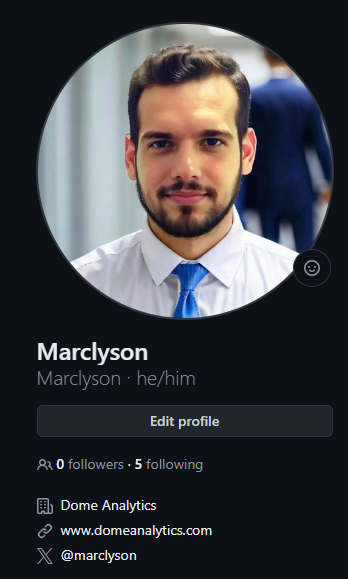 Marclyson
Marclyson · he/him
Edit profile
0 followers · 5 following
Dome Analytics
www.domeanalytics.com
@marclyson